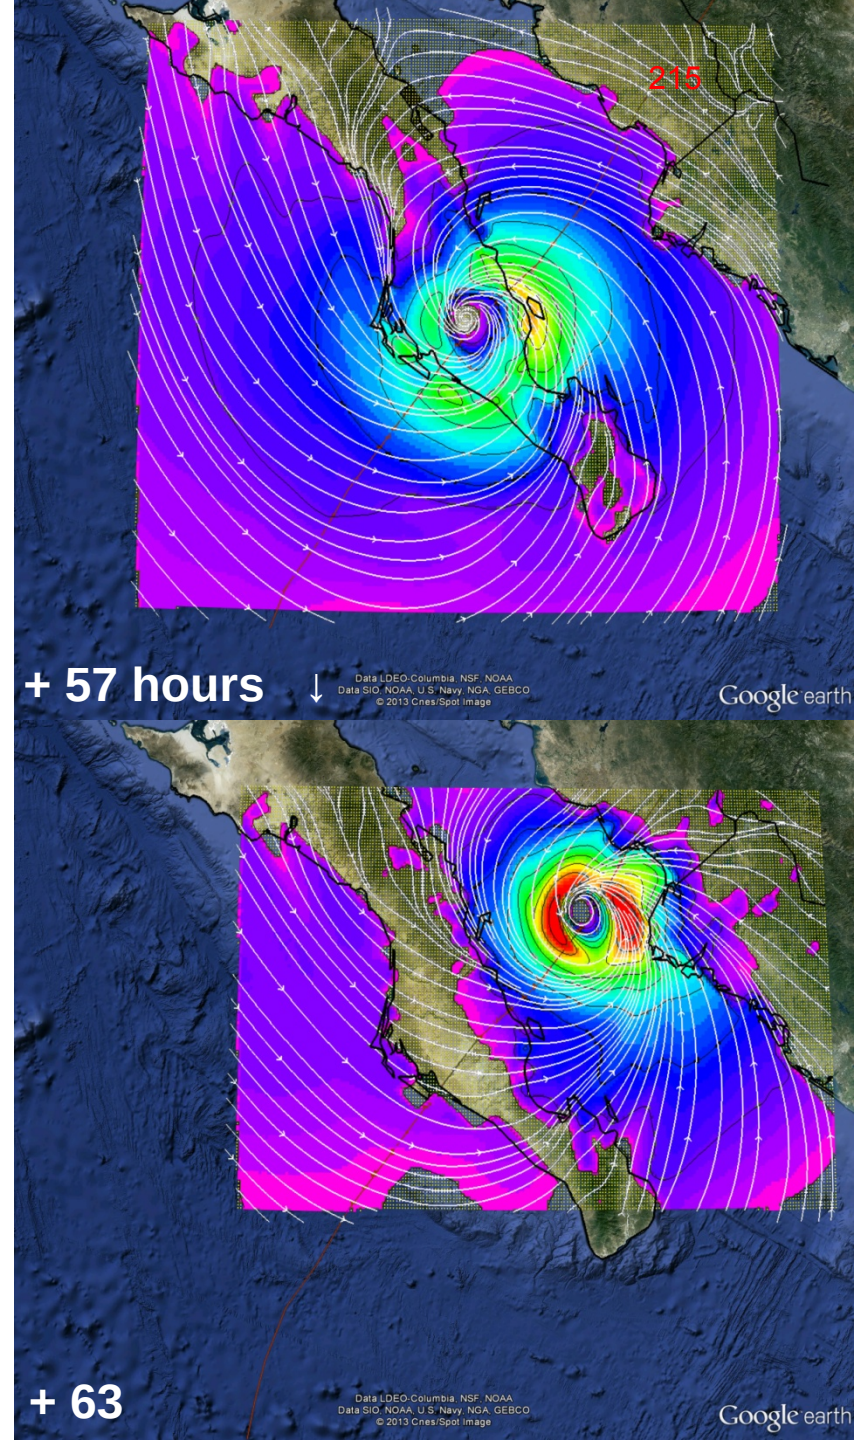 215
+ 57 hours ↓
Data LDEO-Columbia, NSF, NOAA
Data SIO, NOAA, U.S. Navy, NGA, GEBCO
© 2013 Cnes/Spot Image
Google earth
+ 63
Data LDEO-Columbia, NSF, NOAA
Data SIO, NOAA, U.S. Navy, NGA, GEBCO
© 2013 Cnes/Spot Image
Google earth